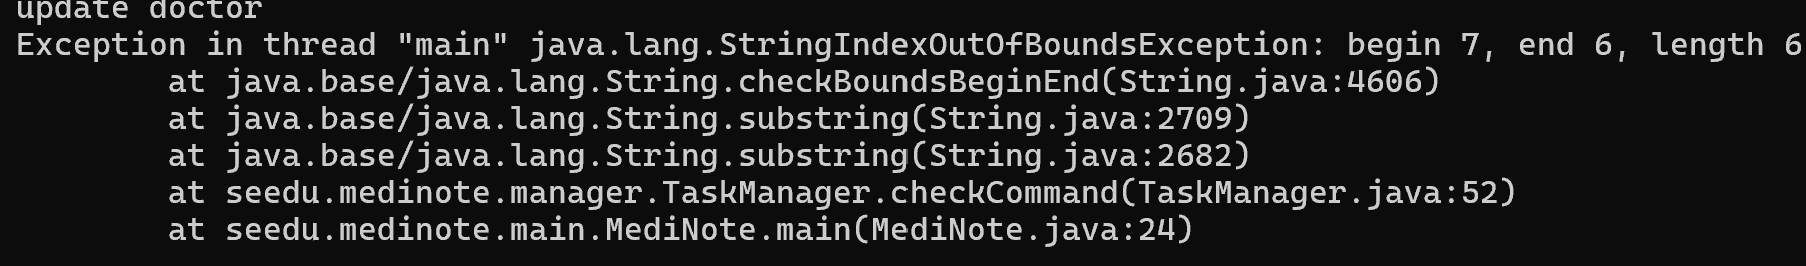 update doctor
Exception in thread "main" java.lang.StringIndexOutOfBoundsException: begin 7, end 6, length 6
at java.base/java.lang.String.checkBoundsBeginEnd(String.java:4606)
at java.base/java.lang.String.substring(String.java:2709)
at java.base/java.lang.String.substring(String.java:2682)
at seedu.medinote.manager.TaskManager.checkCommand(TaskManager.java:52)
at seedu.medinote.main.MediNote.main(MediNote.java:24)